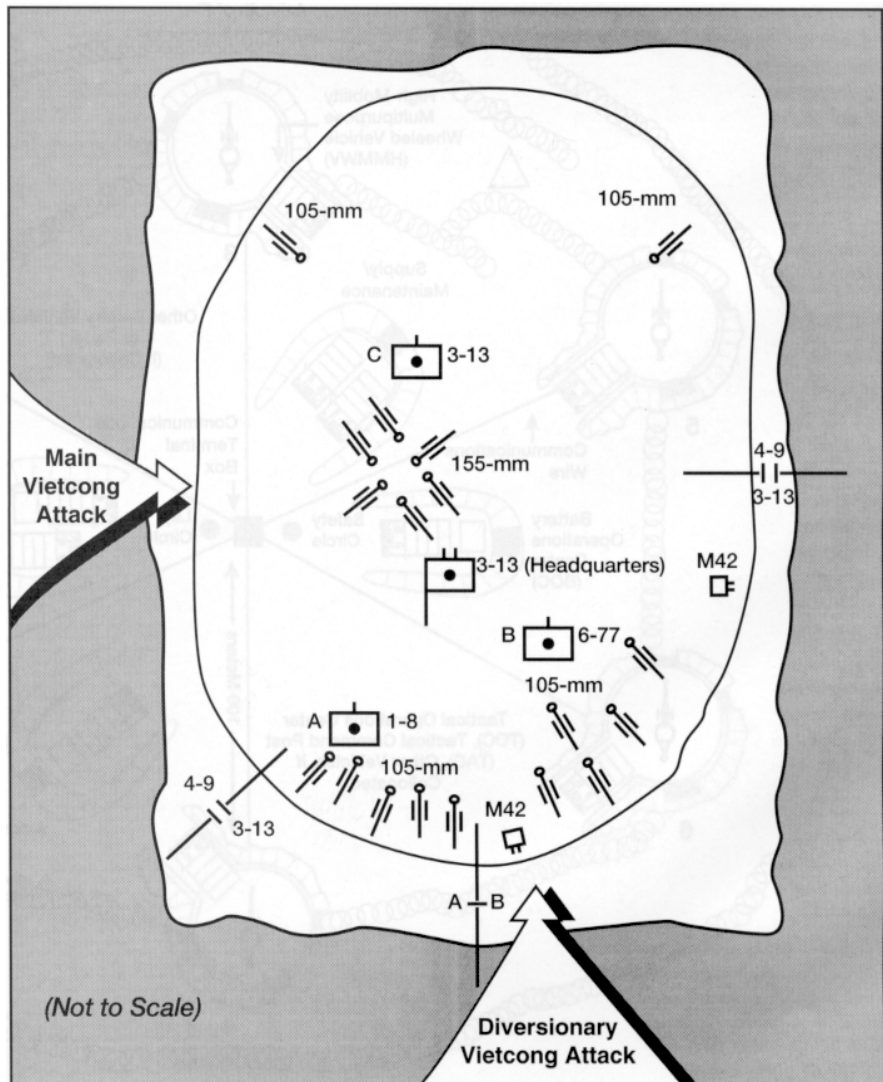 105-mm
105-mm
C
3-13
155-mm
Main
Vietcong
Attack
4-9
3-13
3-13 (Headquarters)
M42
B
6-77
105-mm
A
1-8
105-mm
4-9
3-13
M42
A
B
(Not to Scale)
Diversionary
Vietcong Attack